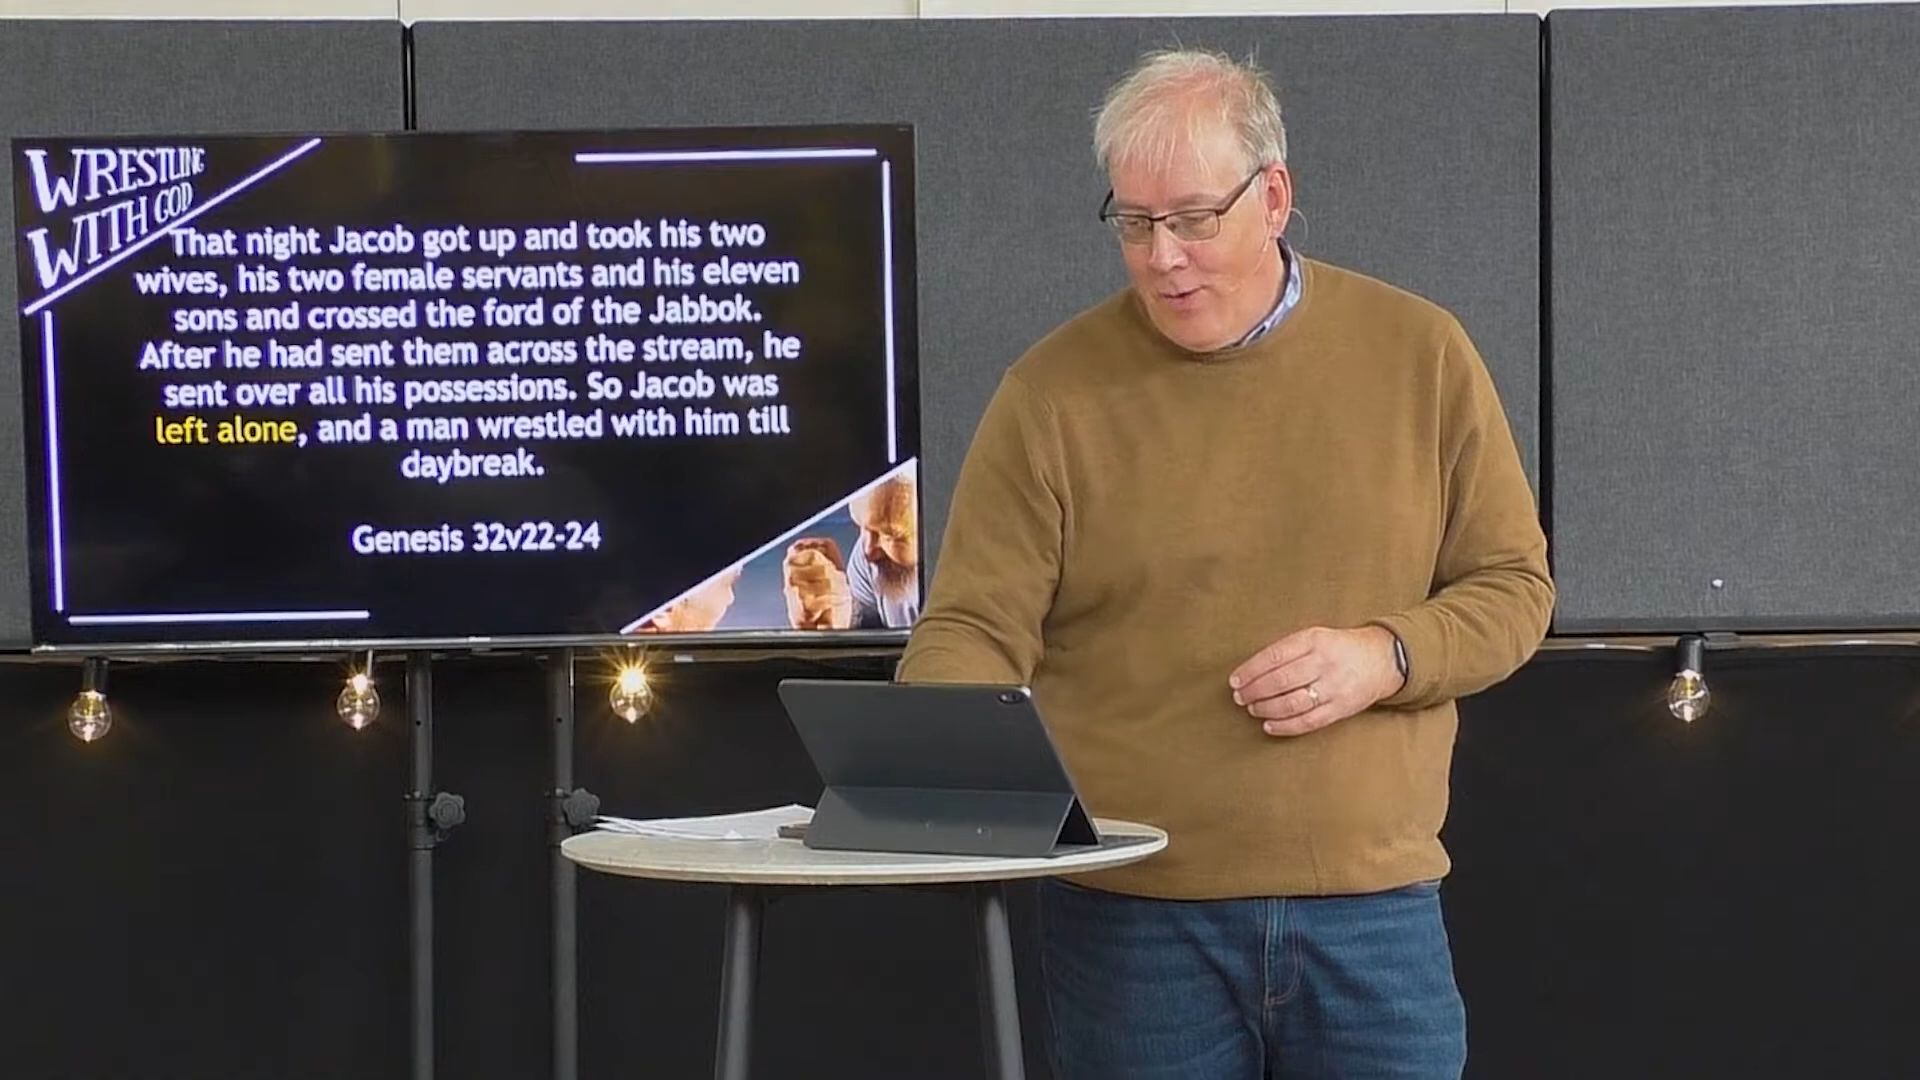 WRESTLING
WITH GOD
That night Jacob got up and took his two
wives, his two female servants and his eleven
sons and crossed the ford of the Jabbok.
After he had sent them across the stream, he
sent over all his possessions. So Jacob was
left alone, and a man wrestled with him till
daybreak.
Genesis 32v22-24